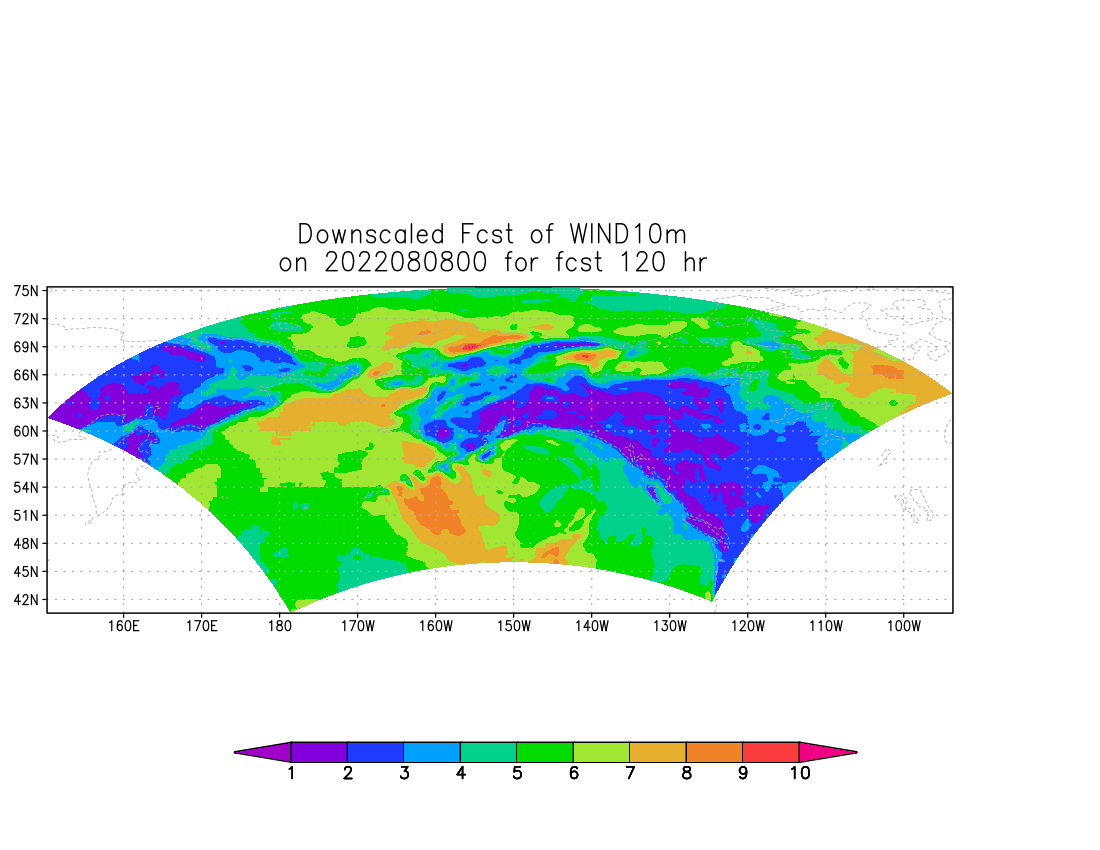 Downscaled Fcst of WIND10m
on 2022080800 for fcst 120 hr
75N
72N
69N
66N
63N
60N
57N
54N
51N
48N
45N
42N
160E 170E 180 170W 160W 150W 140W 130W 120W 110W 100W
1 2 3 4 5 6 7 8 9 10